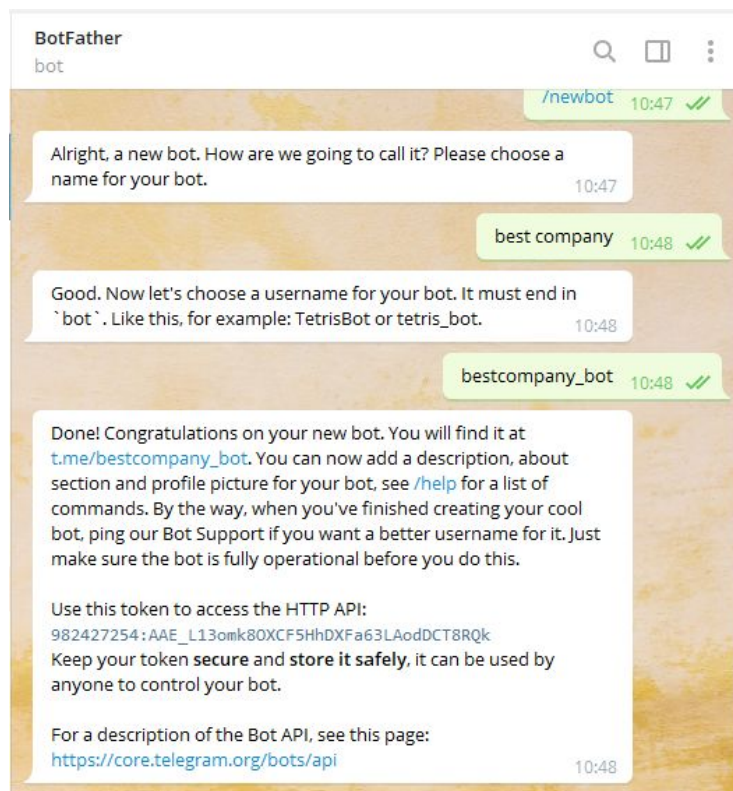 BotFather
bot
/newbot 10:47
Alright, a new bot. How are we going to call it? Please choose a
name for your bot.
10:47
best company 10:48
Good. Now let's choose a username for your bot. It must end in
`bot`. Like this, for example: TetrisBot or tetris_bot.
10:48
bestcompany_bot 10:48
Done! Congratulations on your new bot. You will find it at
t.me/bestcompany_bot. You can now add a description, about
section and profile picture for your bot, see /help for a list of
commands. By the way, when you've finished creating your cool
bot, ping our Bot Support if you want a better username for it. Just
make sure the bot is fully operational before you do this.
Use this token to access the HTTP API:
982427254:AAE_L13omk8OXCF5HhDXFa63LAodDCT8RQk
Keep your token secure and store it safely, it can be used by
anyone to control your bot.
For a description of the Bot API, see this page:
https://core.telegram.org/bots/api
10:48